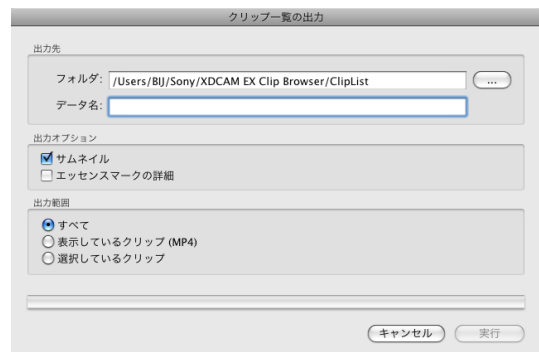 クリップ一覧の出力
出力先
フォルダ: /Users/BIJ/Sony/XDCAM EX Clip Browser/ClipList ...
データ名:
出力オプション
サムネイル
エッセンスマークの詳細
出力範囲
すべて
表示しているクリップ (MP4)
選択しているクリップ
キャンセル 実行